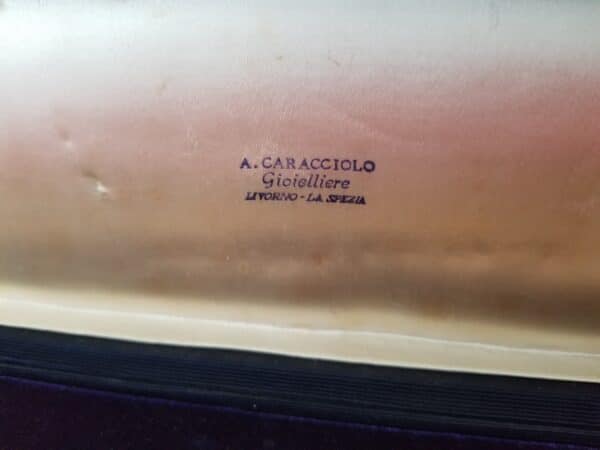 A. CARACCIOLO
Gioielliere
LIVORNO - LA SPEZIA